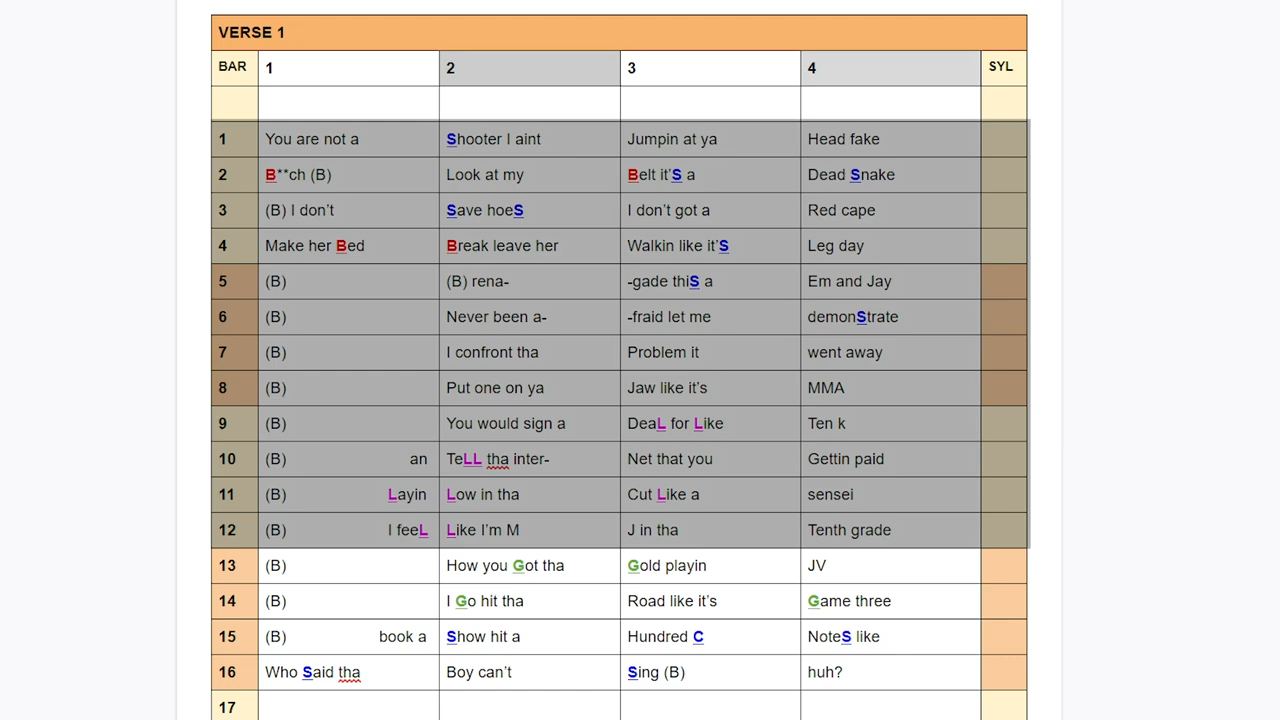 VERSE 1
BAR 1 2 3 4 SYL
1 You are not a Shooter I aint Jumpin at ya Head fake
2 B**ch (B) Look at my Belt it'S a Dead Snake
3 (B) I don't Save hoeS I don't got a Red cape
4 Make her Bed Break leave her Walkin like it'S Leg day
5 (B) (B) rena- -gade thiS a Em and Jay
6 (B) Never been a- -fraid let me demonStrate
7 (B) I confront tha Problem it went away
8 (B) Put one on ya Jaw like it's MMA
9 (B) You would sign a DeaL for Like Ten k
10 (B) an TeLL tha inter- Net that you Gettin paid
11 (B) Layin Low in tha Cut Like a sensei
12 (B) I feeL Like I'm M J in tha Tenth grade
13 (B) How you Got tha Gold playin JV
14 (B) I Go hit tha Road like it's Game three
15 (B) book a Show hit a Hundred C NoteS like
16 Who Said tha Boy can't Sing (B) huh?
17